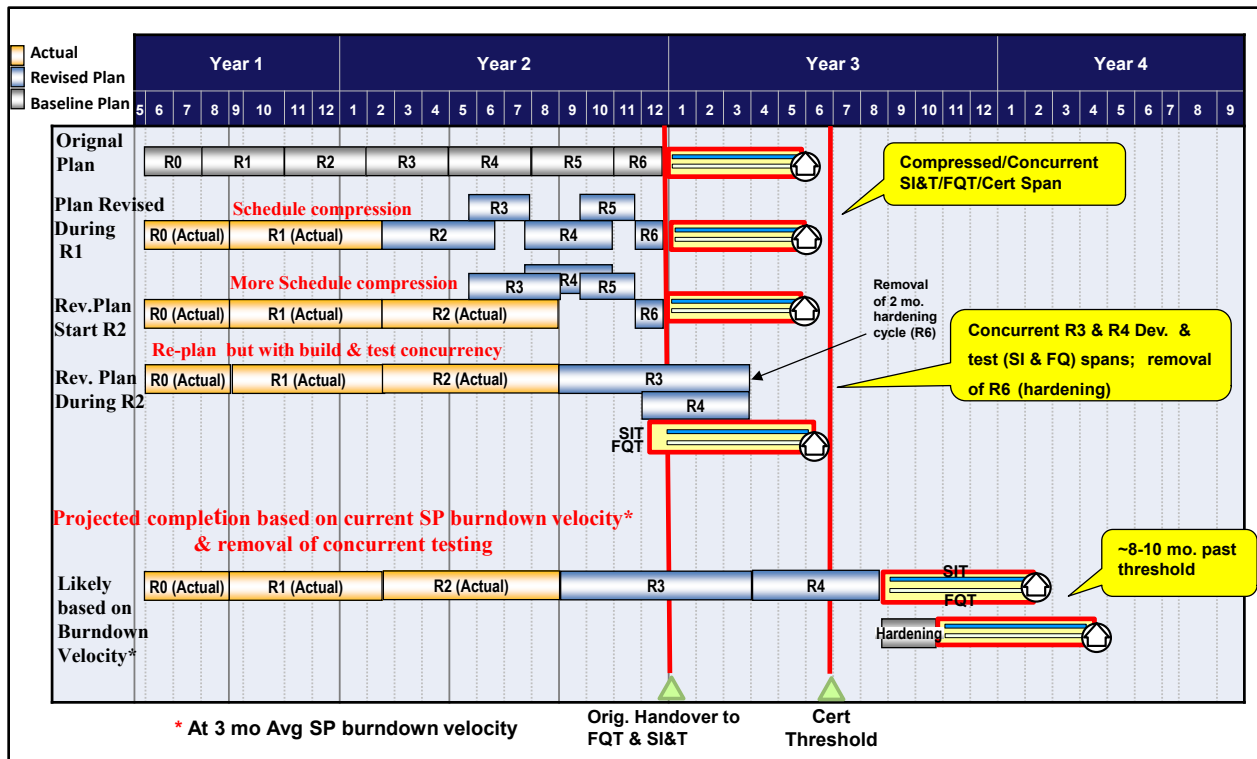 Actual
Revised Plan
Baseline Plan
Year 1 Year 2 Year 3 Year 4
5 6 7 8 9 10 11 12 1 2 3 4 5 6 7 8 9 10 11 12 1 2 3 4 5 6 7 8 9 10 11 12 1 2 3 4 5 6 7 8 9
Orignal
Plan
R0 R1 R2 R3 R4 R5 R6
Compressed/Concurrent
SI&T/FQT/Cert Span
Plan Revised
During
R1
Schedule compression
R3 R5
R0 (Actual) R1 (Actual) R2 R4 R6
More Schedule compression
R4
R3 R5
Rev.Plan
Start R2
R0 (Actual) R1 (Actual) R2 (Actual) R6
Removal
of 2 mo.
hardening
cycle (R6)
Concurrent R3 & R4 Dev. &
test (SI & FQ) spans; removal
of R6 (hardening)
Re-plan but with build & test concurrency
Rev. Plan
During R2
R0 (Actual) R1 (Actual) R2 (Actual) R3
R4
SIT
FQT
Projected completion based on current SP burndown velocity*
& removal of concurrent testing
~8-10 mo. past
threshold
Likely
based on
Burndown
Velocity*
R0 (Actual) R1 (Actual) R2 (Actual) R3 R4
SIT
FQT
Hardening
* At 3 mo Avg SP burndown velocity
Orig. Handover to
FQT & SI&T
Cert
Threshold